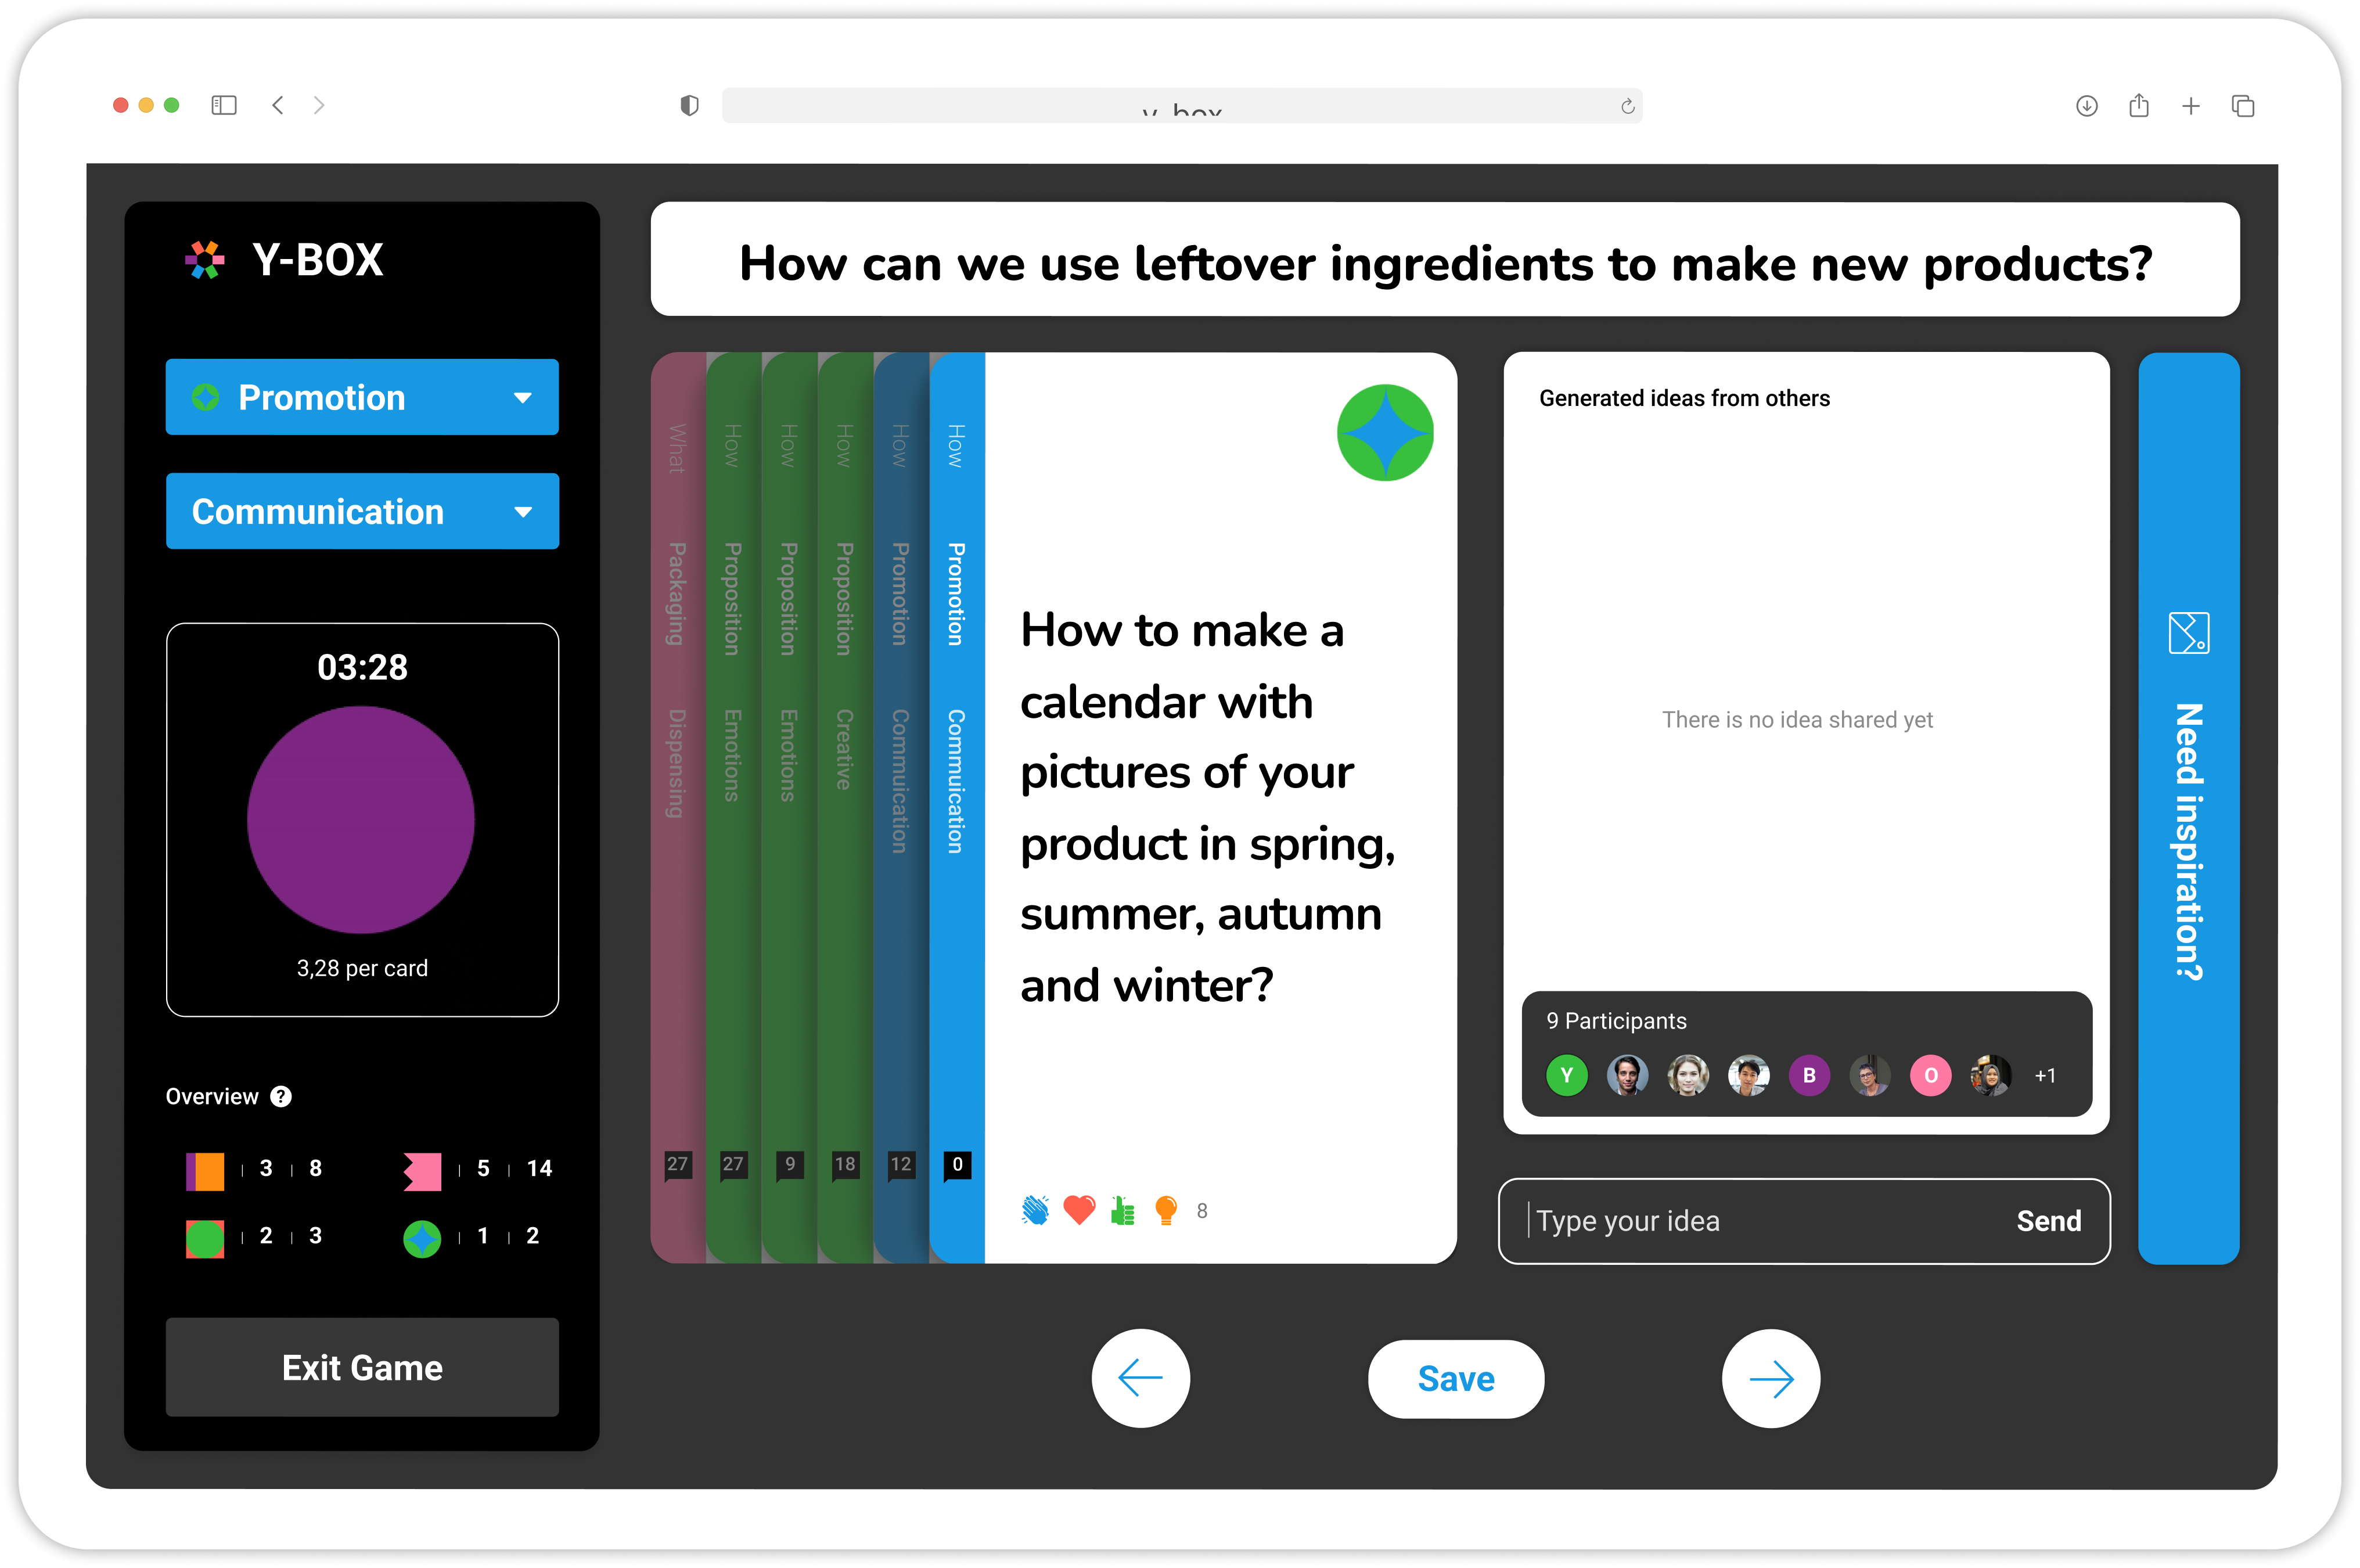 y_box
Y-BOX
Promotion
Communication
03:28
3,28 per card
Overview ?
3 8
5 14
2 3
1 2
Exit Game
How can we use leftover ingredients to make new products?
What Packaging Dispensing 27
How Proposition Emotions 27
How Proposition Emotions 9
How Proposition Creative 18
How Promotion Commuication 12
How Promotion Commuication 0
How to make a
calendar with
pictures of your
product in spring,
summer, autumn
and winter?
8
Generated ideas from others
There is no idea shared yet
9 Participants
Y B O +1
Type your idea
Send
Need inspiration?
Save